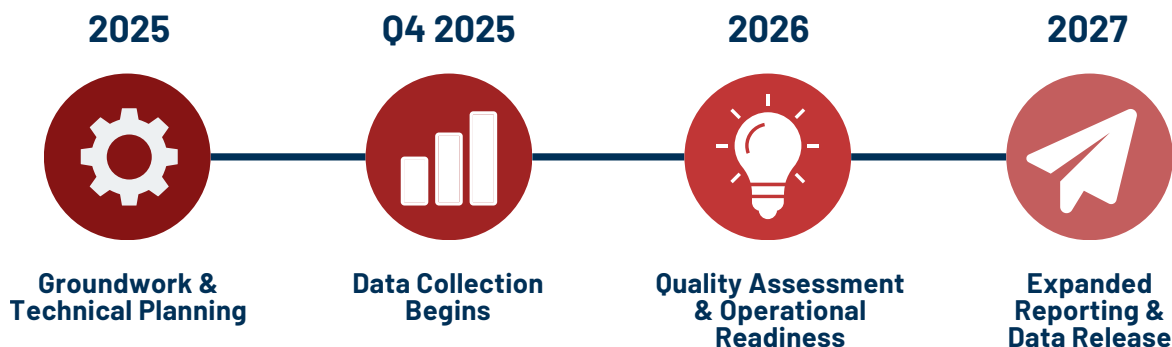 2025
Q4 2025
2026
2027
Groundwork &
Technical Planning
Data Collection
Begins
Quality Assessment
& Operational
Readiness
Expanded
Reporting &
Data Release